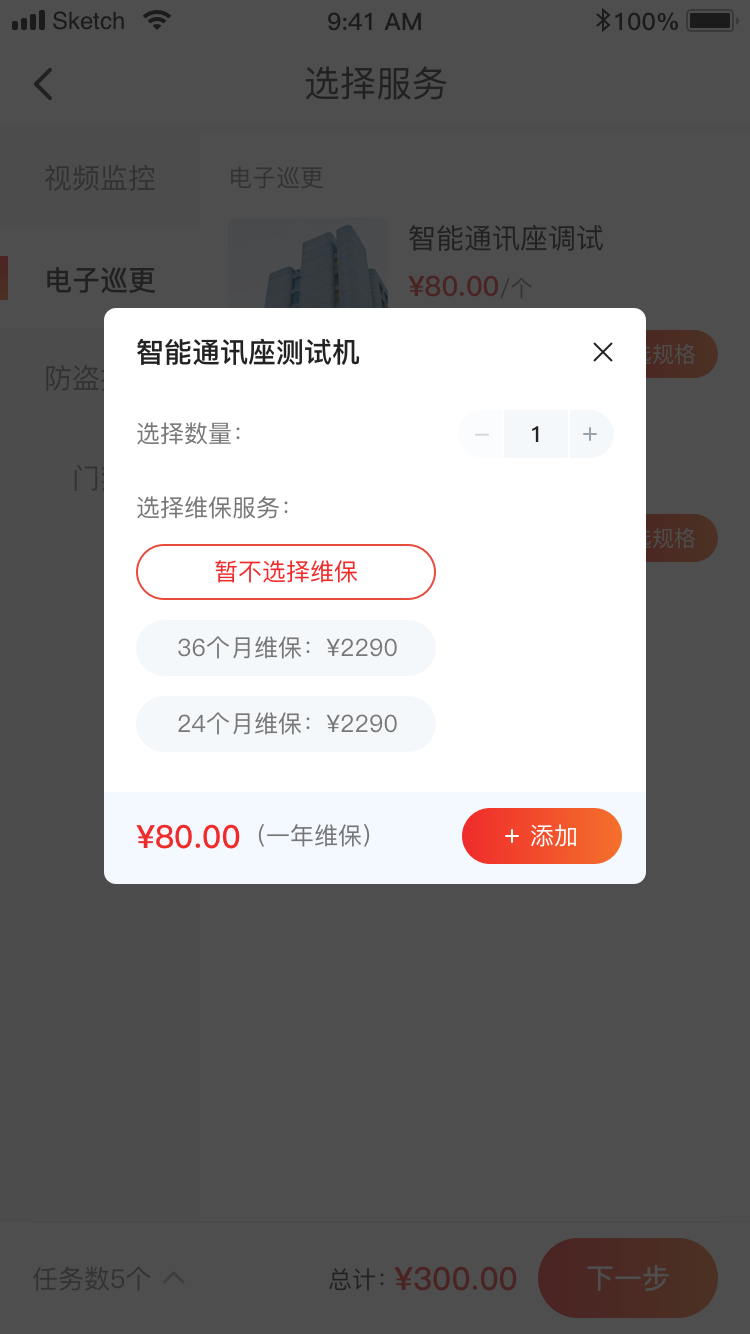 Sketch 9:41 AM 100%
选择服务
视频监控
电子巡更
电子巡更
智能通讯座调试
¥80.00/个
防盗
选规格
门
选规格
智能通讯座测试机
选择数量： － 1 +
选择维保服务：
暂不选择维保
36个月维保：¥2290
24个月维保：¥2290
¥80.00（一年维保） + 添加
任务数5个 总计：¥300.00 下一步